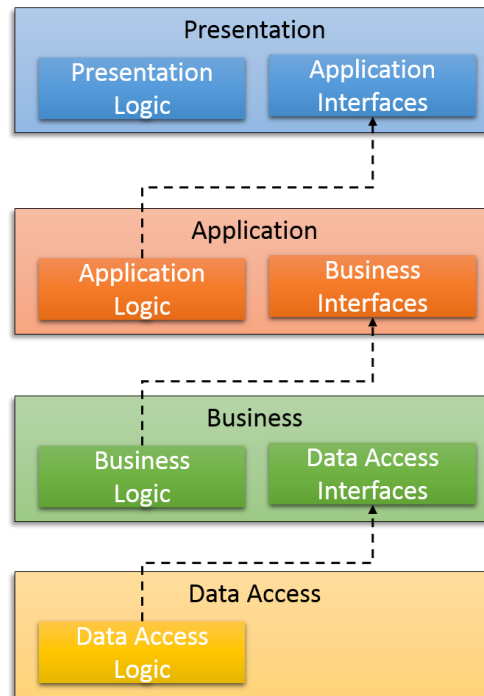 Presentation
Presentation
Logic
Application
Interfaces
Application
Application
Logic
Business
Interfaces
Business
Business
Logic
Data Access
Interfaces
Data Access
Data Access
Logic